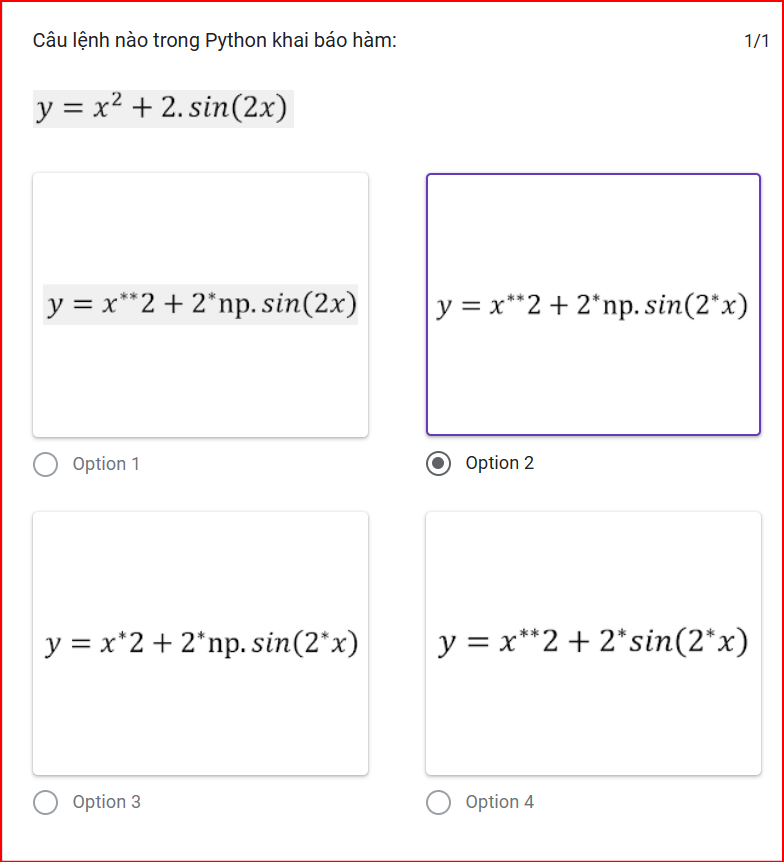 Câu lệnh nào trong Python khai báo hàm:
1/1
y = x² + 2. sin(2x)
y = x**2 + 2*np. sin(2x)
y = x**2 + 2*np. sin(2*x)
Option 1
Option 2
y = x*2 + 2*np. sin(2*x)
y = x**2 + 2*sin(2*x)
Option 3
Option 4